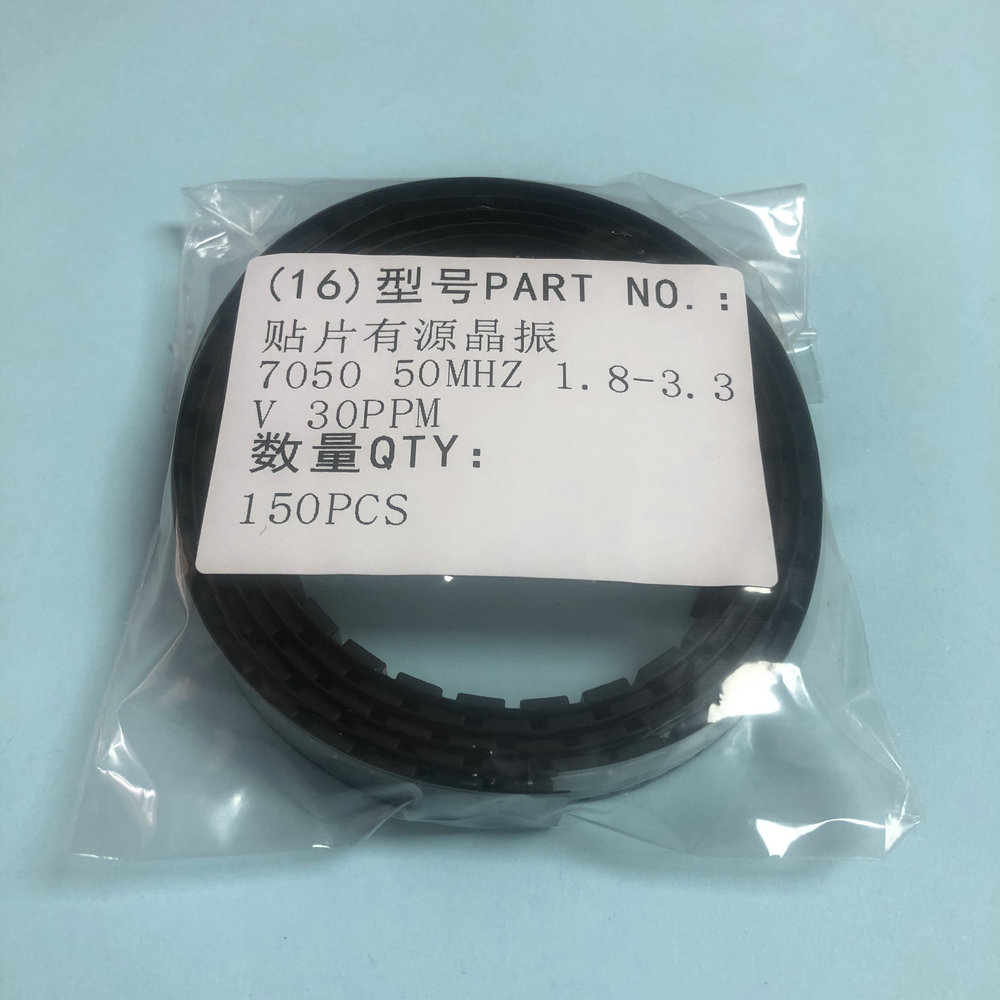 (16)型号PART NO.:
贴片有源晶振
7050 50MHZ 1.8-3.3
V 30PPM
数量QTY:
150PCS